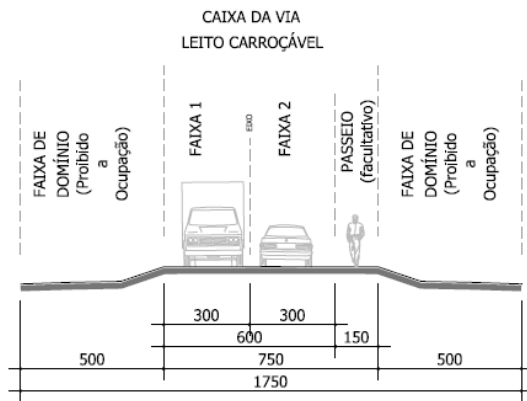 CAIXA DA VIA
LEITO CARROÇÁVEL
FAIXA DE
DOMÍNIO
(Proibido
a
Ocupação)
FAIXA 1
EIXO
FAIXA 2
PASSEIO
(facultativo)
FAIXA DE
DOMÍNIO
(Proibido
a
Ocupação)
300
300
600
150
500
750
500
1750